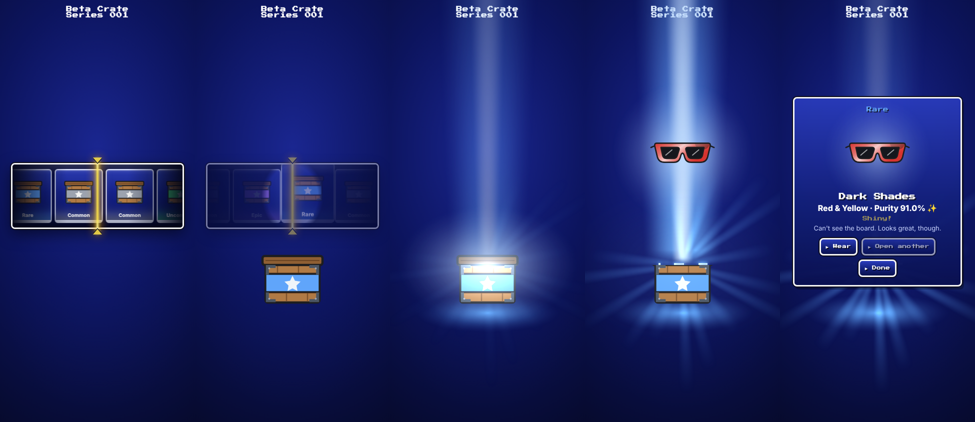 Beta Crate
Series 001
Rare
Common
Common
Beta Crate
Series 001
Rare
Beta Crate
Series 001
Beta Crate
Series 001
Beta Crate
Series 001
Rare
Dark Shades
Red & Yellow · Purity 91.0% ✨
Shiny!
Can't see the board. Looks great, though.
▸ Wear
▸ Open another
▸ Done